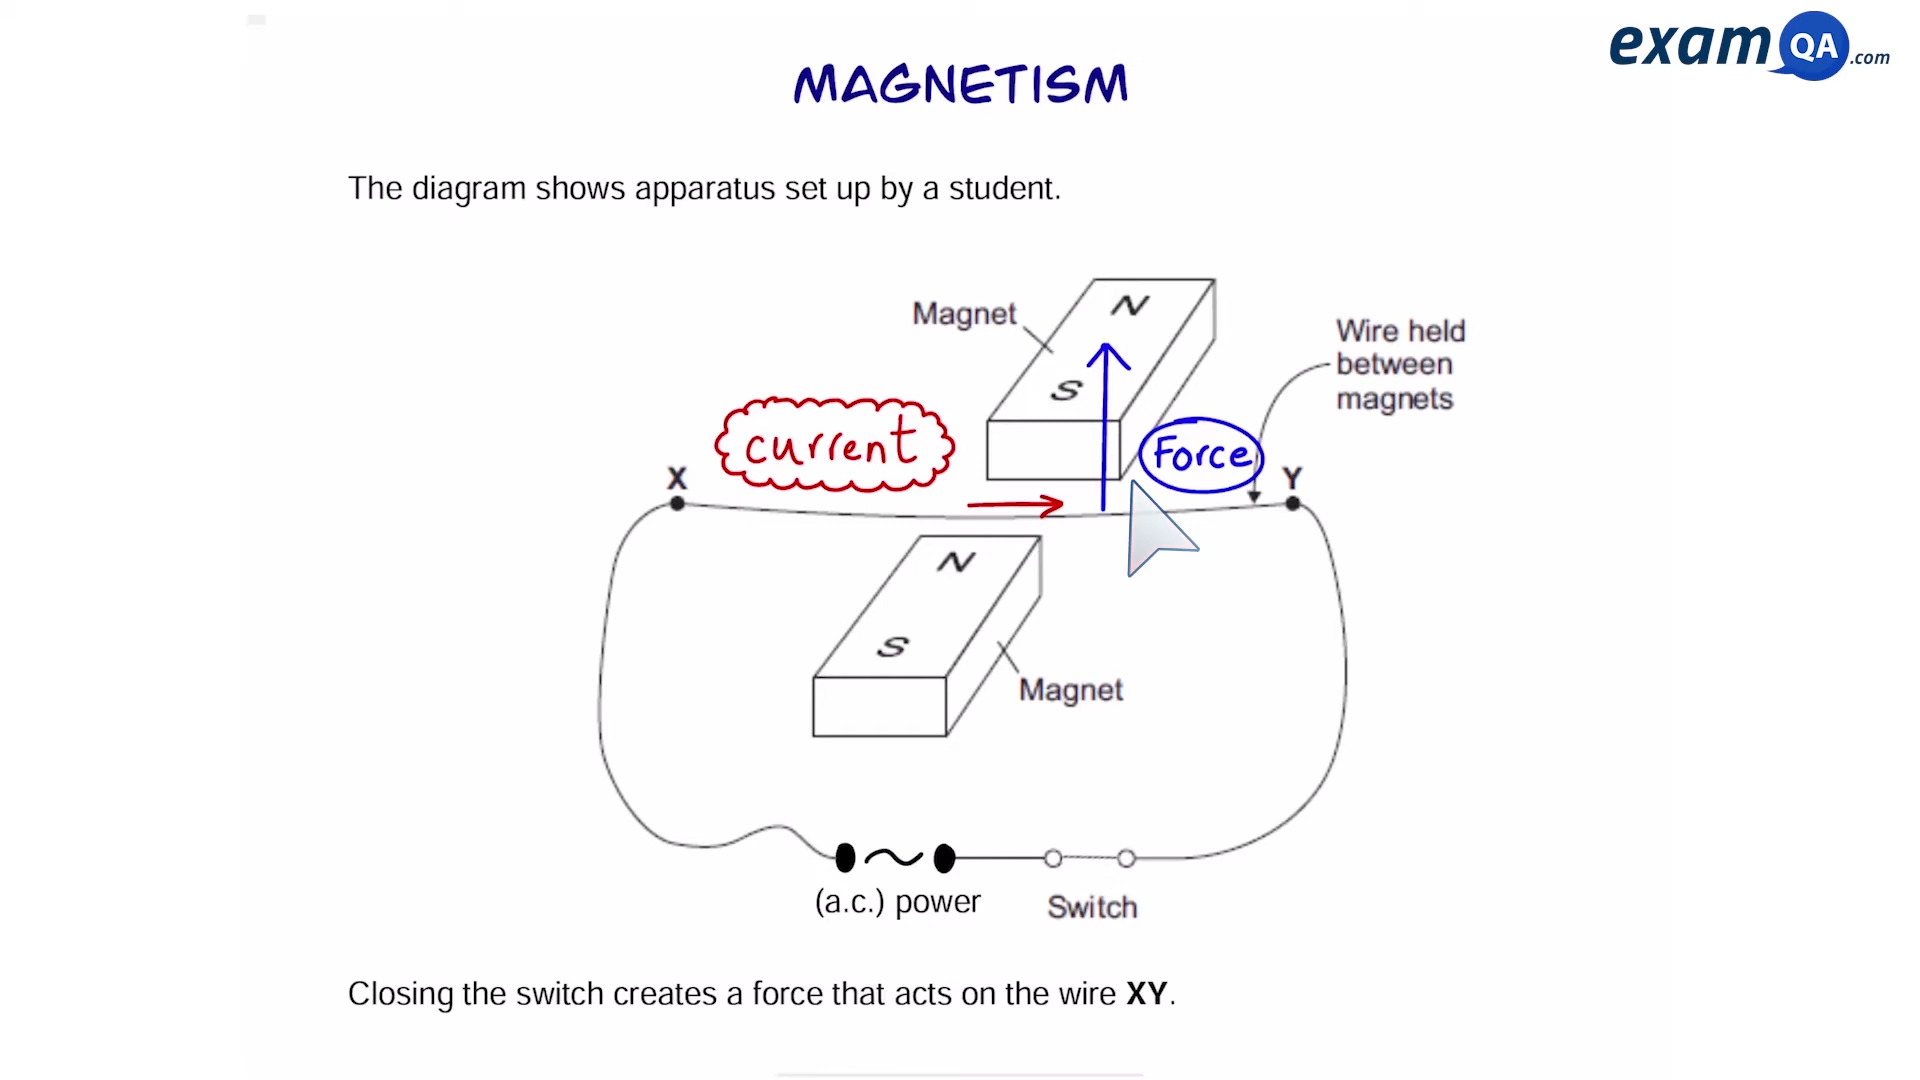 examQA.com
MAGNETISM
The diagram shows apparatus set up by a student.
N
Magnet
Wire held
between
magnets
S
current
Force
X
Y
N
S
Magnet
(a.c.) power
Switch
Closing the switch creates a force that acts on the wire XY.